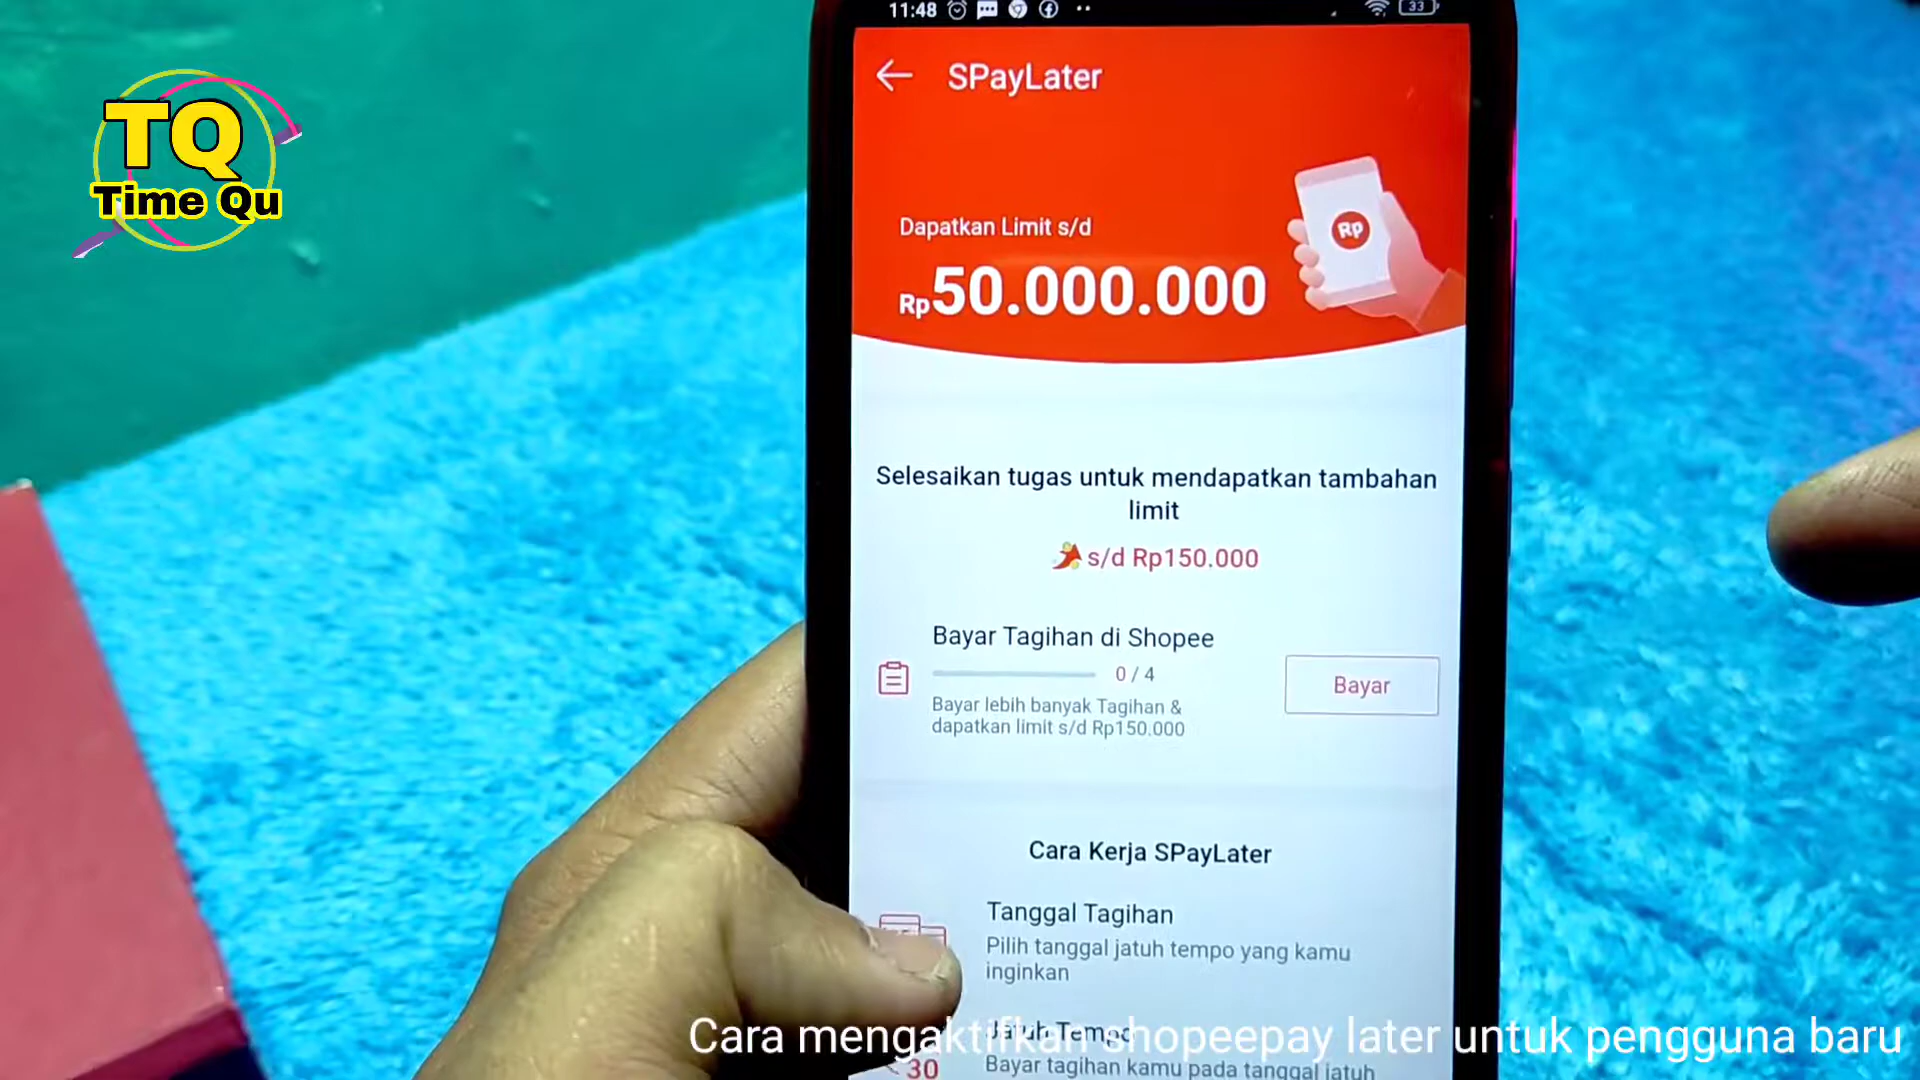 11:48
33
TQ
Time Qu
SPayLater
Dapatkan Limit s/d
Rp50.000.000
Rp
Selesaikan tugas untuk mendapatkan tambahan
limit
s/d Rp150.000
Bayar Tagihan di Shopee
0 / 4
Bayar lebih banyak Tagihan &
dapatkan limit s/d Rp150.000
Bayar
Cara Kerja SPayLater
Tanggal Tagihan
Pilih tanggal jatuh tempo yang kamu
inginkan
Jatuh Tempo
30
Bayar tagihan kamu pada tanggal jatuh
Cara mengaktifkan shopeepay later untuk pengguna baru